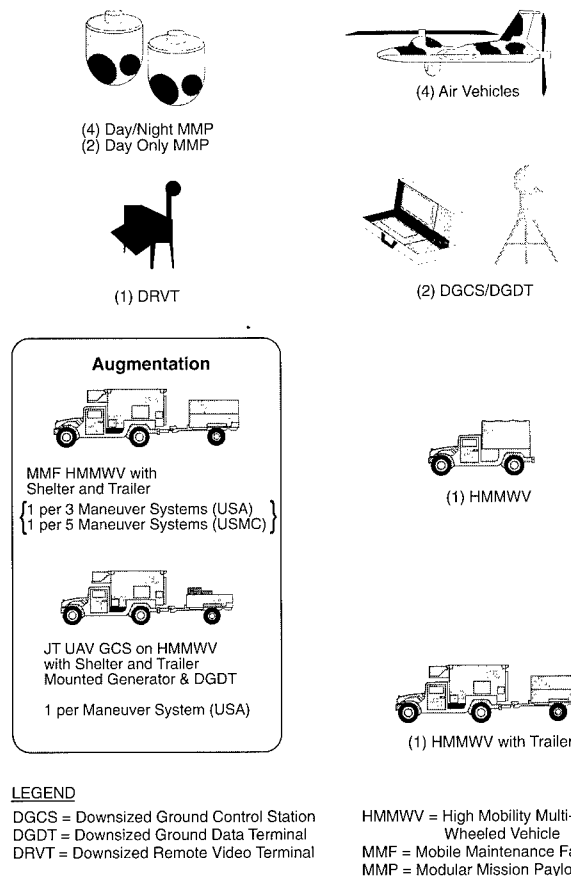 (4) Day/Night MMP
(2) Day Only MMP
(4) Air Vehicles
(1) DRVT
(2) DGCS/DGDT
Augmentation
MMF HMMWV with
Shelter and Trailer
{1 per 3 Maneuver Systems (USA)
1 per 5 Maneuver Systems (USMC)}
(1) HMMWV
JT UAV GCS on HMMWV
with Shelter and Trailer
Mounted Generator & DGDT
1 per Maneuver System (USA)
(1) HMMWV with Trailer
LEGEND
DGCS = Downsized Ground Control Station
DGDT = Downsized Ground Data Terminal
DRVT = Downsized Remote Video Terminal
HMMWV = High Mobility Multi-
Wheeled Vehicle
MMF = Mobile Maintenance
MMP = Modular Mission